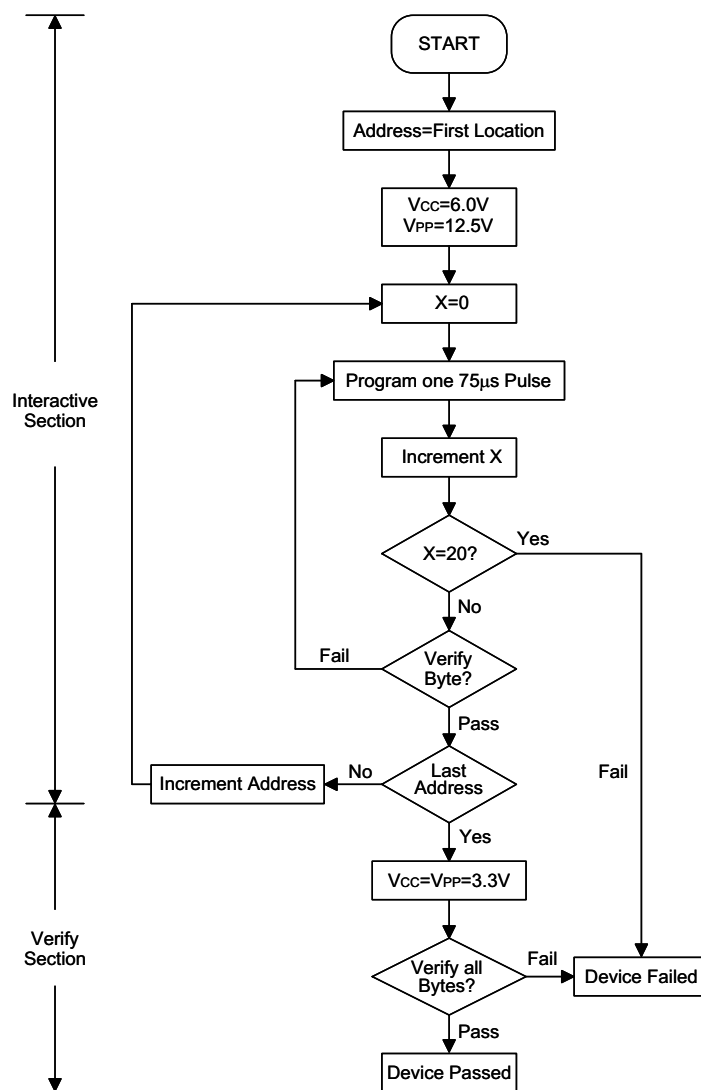 START
Address=First Location
VCC=6.0V
VPP=12.5V
X=0
Program one 75μs Pulse
Interactive
Section
Increment X
X=20?
Yes
No
Fail
Verify
Byte?
Pass
Increment Address
No
Last
Address
Fail
Yes
VCC=VPP=3.3V
Verify
Section
Verify all
Bytes?
Fail
Device Failed
Pass
Device Passed